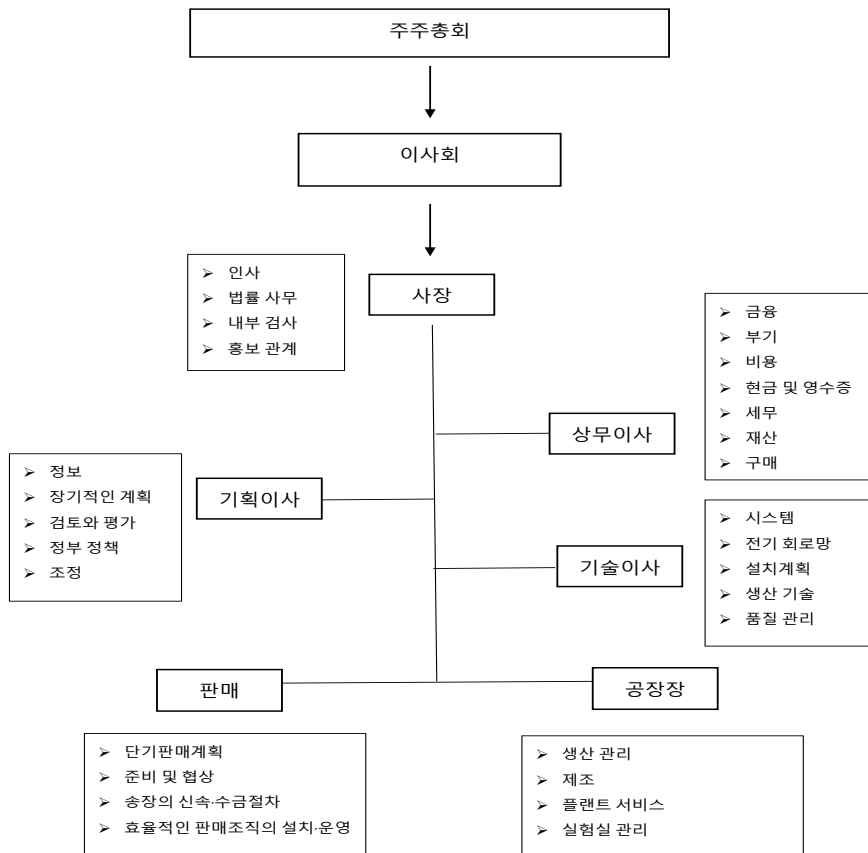 주주총회
이사회
사장
인사
법률 사무
내부 검사
홍보 관계
상무이사
금융
부기
비용
현금 및 영수증
세무
재산
구매
기획이사
정보
장기적인 계획
검토와 평가
정부 정책
조정
기술이사
시스템
전기 회로망
설치계획
생산 기술
품질 관리
판매
단기판매계획
준비 및 협상
송장의 신속·수금절차
효율적인 판매조직의 설치·운영
공장장
생산 관리
제조
플랜트 서비스
실험실 관리